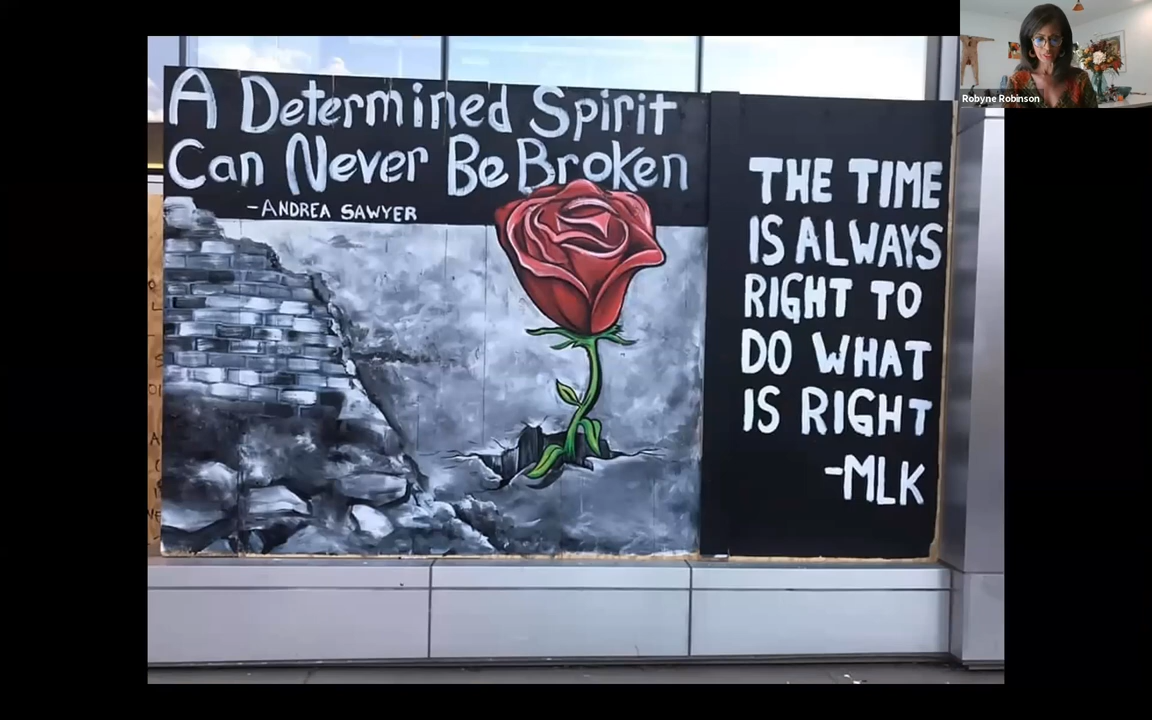 A Determined Spirit
Can Never Be Broken
-ANDREA SAWYER
THE TIME
IS ALWAYS
RIGHT TO
DO WHAT
IS RIGHT
-MLK
Robyne Robinson